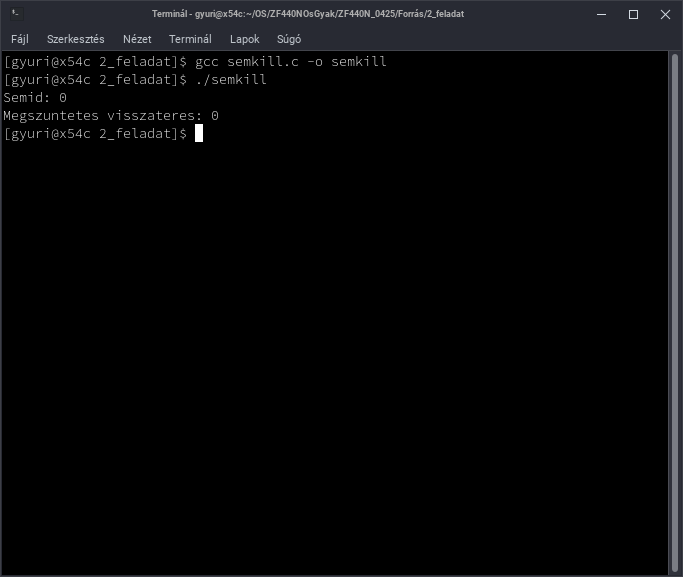 Terminál - gyuri@x54c:~/OS/ZF440NOsGyak/ZF440N_0425/Forrás/2_feladat
Fájl Szerkesztés Nézet Terminál Lapok Súgó
[gyuri@x54c 2_feladat]$ gcc semkill.c -o semkill
[gyuri@x54c 2_feladat]$ ./semkill
Semid: 0
Megszuntetes visszateres: 0
[gyuri@x54c 2_feladat]$